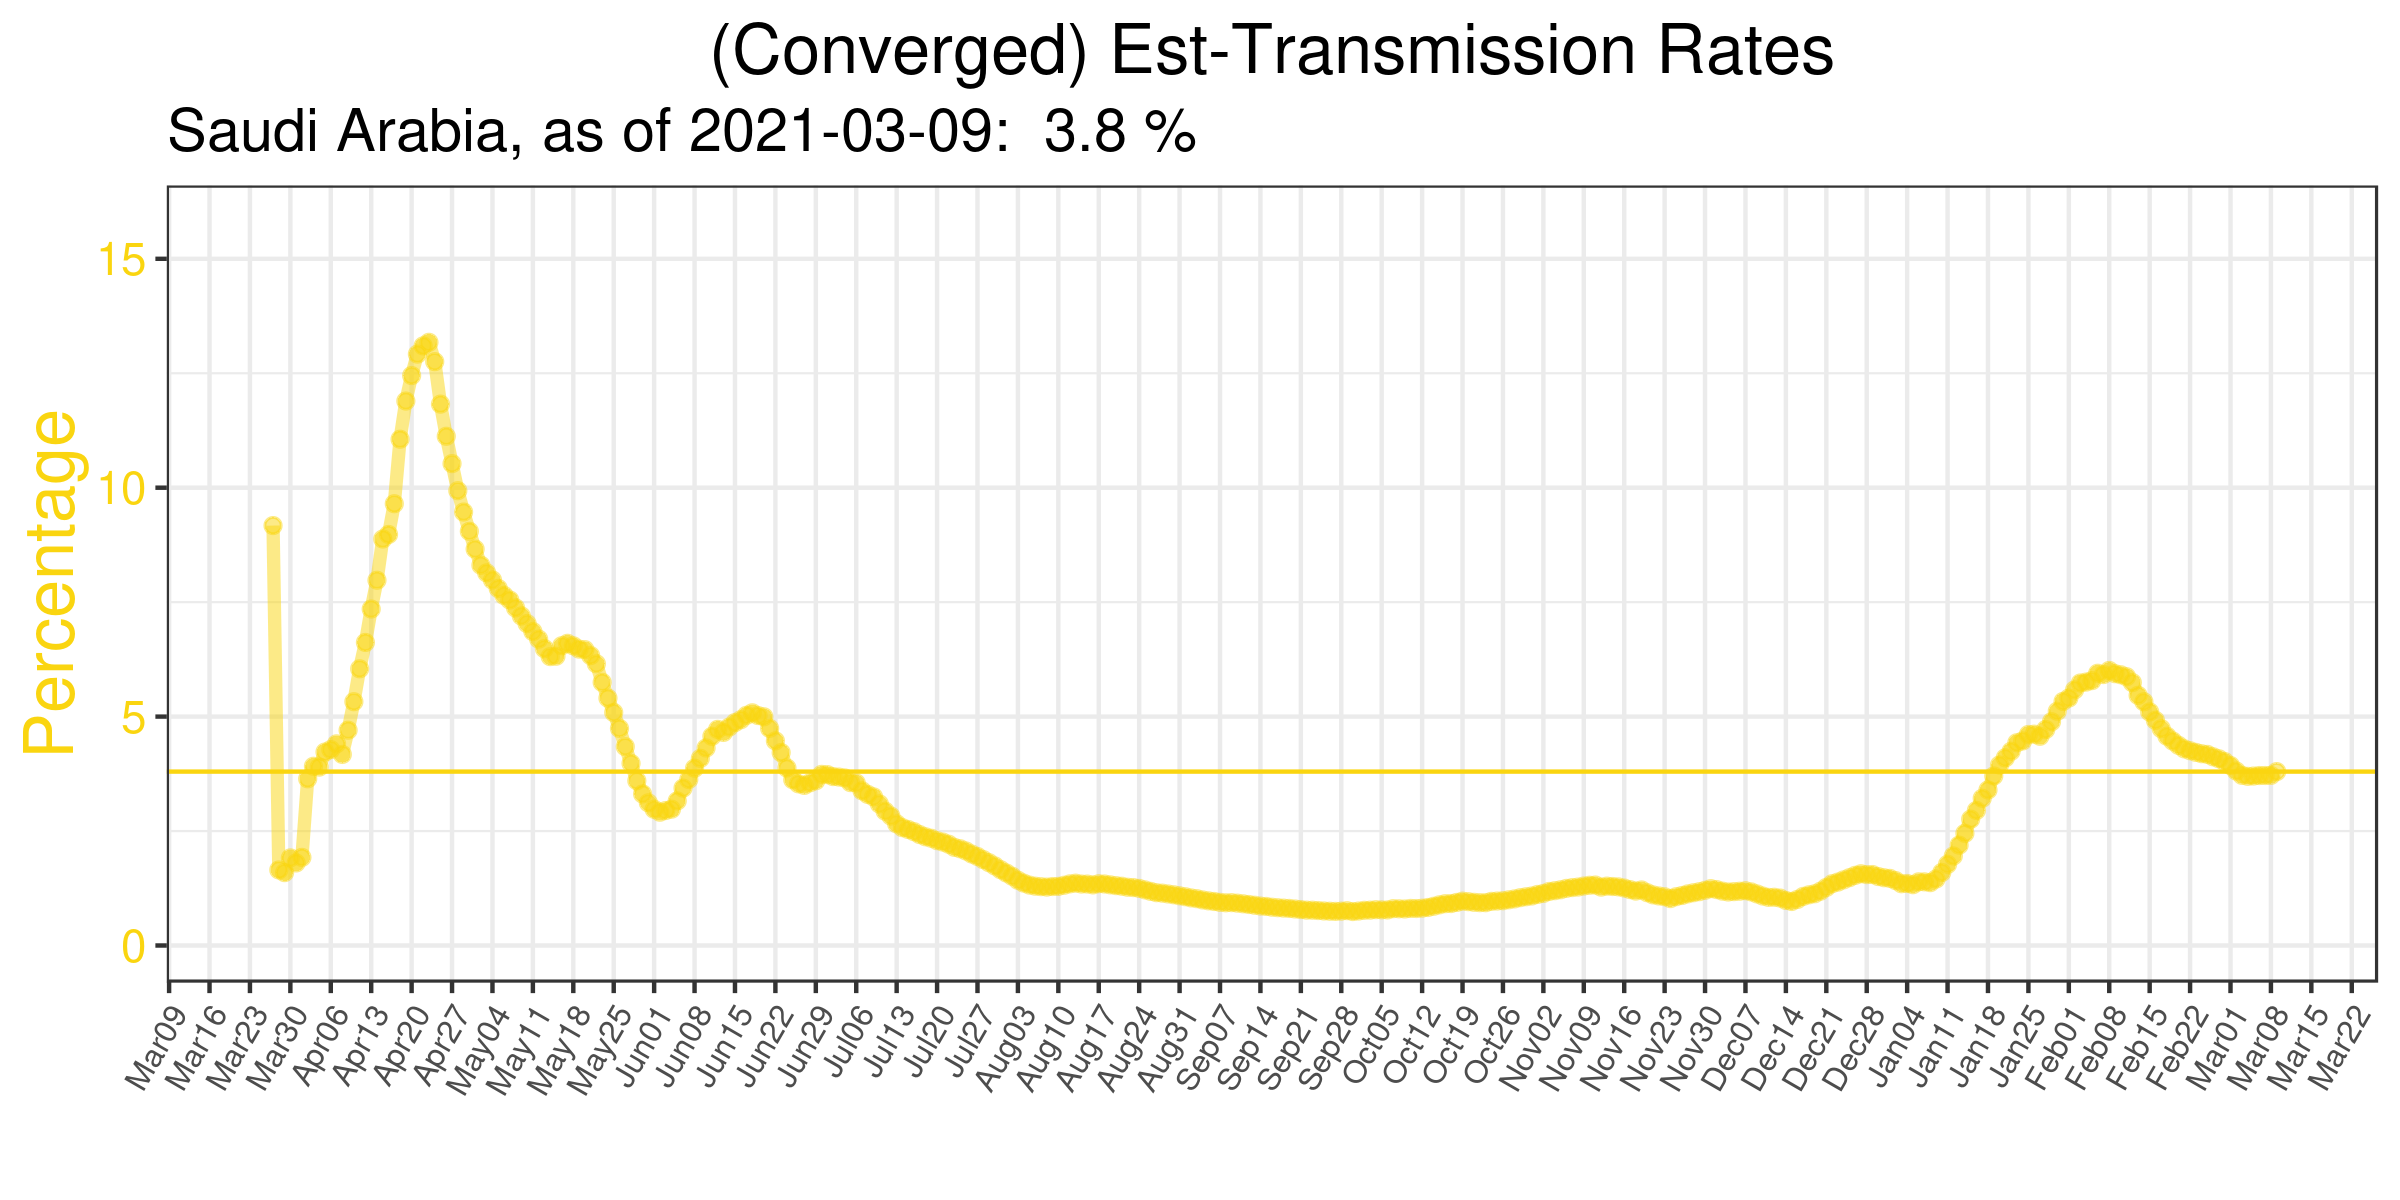 (Converged) Est-Transmission Rates
Saudi Arabia, as of 2021-03-09:  3.8 %
Percentage
15
10
5
0
Mar09
Mar16
Mar23
Mar30
Apr06
Apr13
Apr20
Apr27
May04
May11
May18
May25
Jun01
Jun08
Jun15
Jun22
Jun29
Jul06
Jul13
Jul20
Jul27
Aug03
Aug10
Aug17
Aug24
Aug31
Sep07
Sep14
Sep21
Sep28
Oct05
Oct12
Oct19
Oct26
Nov02
Nov09
Nov16
Nov23
Nov30
Dec07
Dec14
Dec21
Dec28
Jan04
Jan11
Jan18
Jan25
Feb01
Feb08
Feb15
Feb22
Mar01
Mar08
Mar15
Mar22